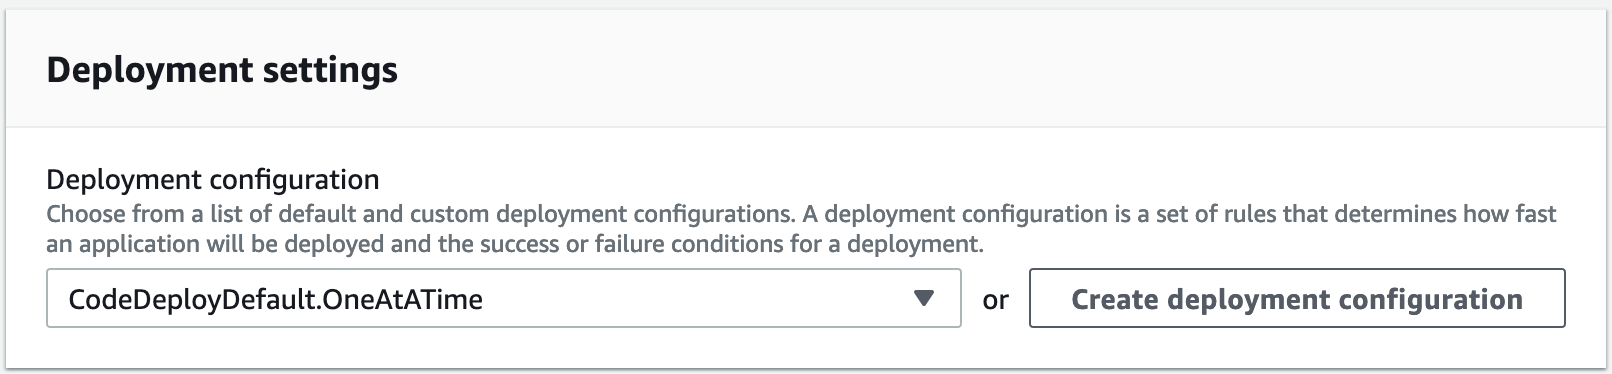 Deployment settings
Deployment configuration
Choose from a list of default and custom deployment configurations. A deployment configuration is a set of rules that determines how fast
an application will be deployed and the success or failure conditions for a deployment.
CodeDeployDefault.OneAtATime or Create deployment configuration